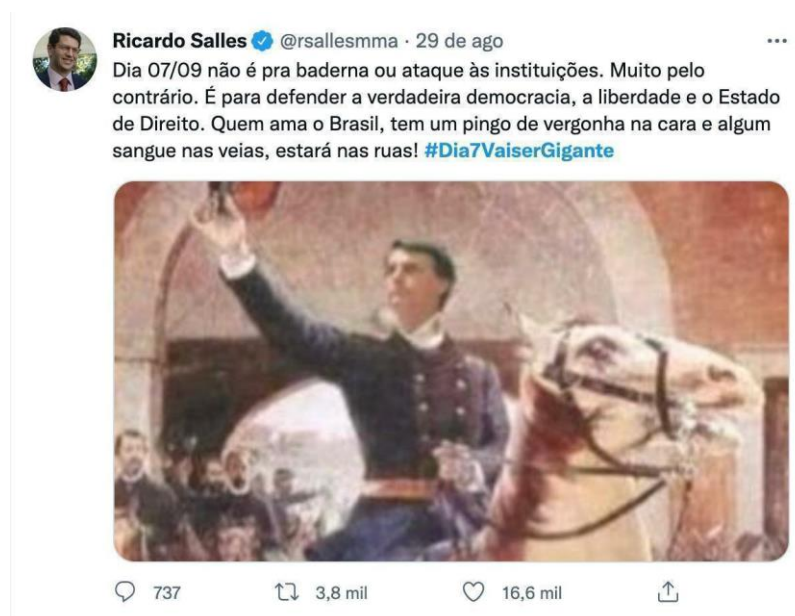 Ricardo Salles @rsallesmma · 29 de ago
Dia 07/09 não é pra baderna ou ataque às instituições. Muito pelo
contrário. É para defender a verdadeira democracia, a liberdade e o Estado
de Direito. Quem ama o Brasil, tem um pingo de vergonha na cara e algum
sangue nas veias, estará nas ruas! #Dia7VaiserGigante
737 3,8 mil 16,6 mil